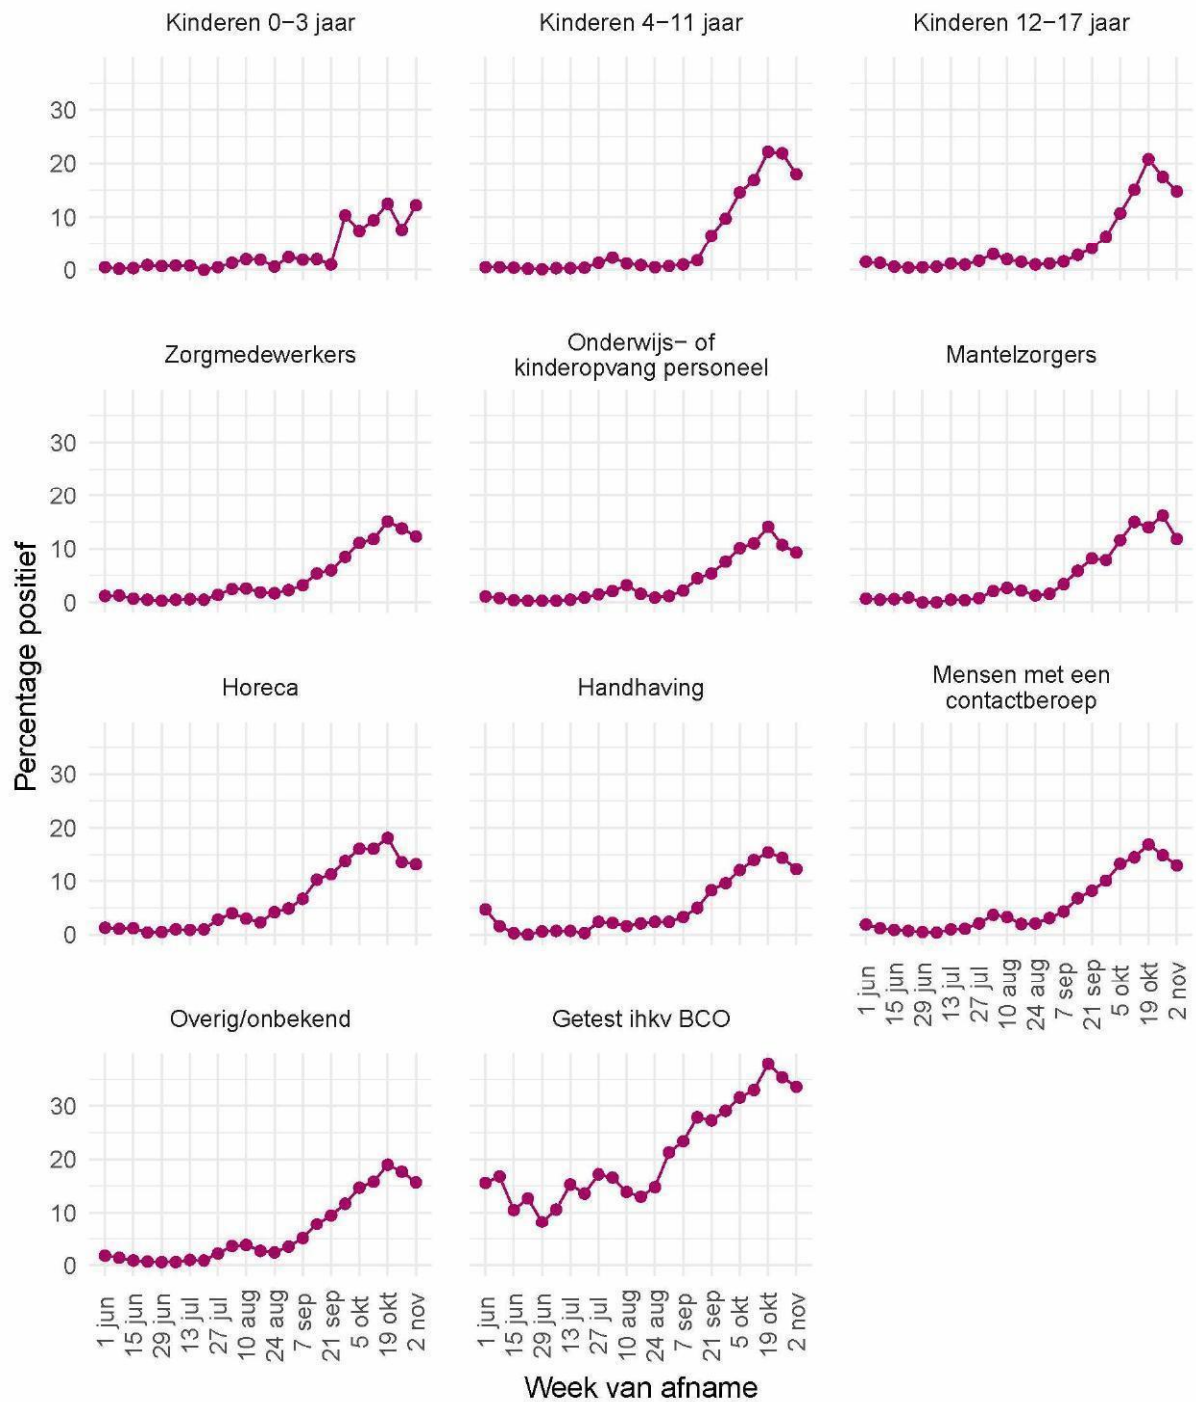 Kinderen 0−3 jaar
Kinderen 4−11 jaar
Kinderen 12−17 jaar
30
20
10
0
Zorgmedewerkers
Onderwijs− of
kinderopvang personeel
Mantelzorgers
30
20
10
0
Percentage positief
Horeca
Handhaving
Mensen met een
contactberoep
30
20
10
0
1 jun
15 jun
29 jun
13 jul
27 jul
10 aug
24 aug
7 sep
21 sep
5 okt
19 okt
2 nov
Overig/onbekend
Getest ihkv BCO
30
20
10
0
1 jun
15 jun
29 jun
13 jul
27 jul
10 aug
24 aug
7 sep
21 sep
5 okt
19 okt
2 nov
1 jun
15 jun
29 jun
13 jul
27 jul
10 aug
24 aug
7 sep
21 sep
5 okt
19 okt
2 nov
Week van afname